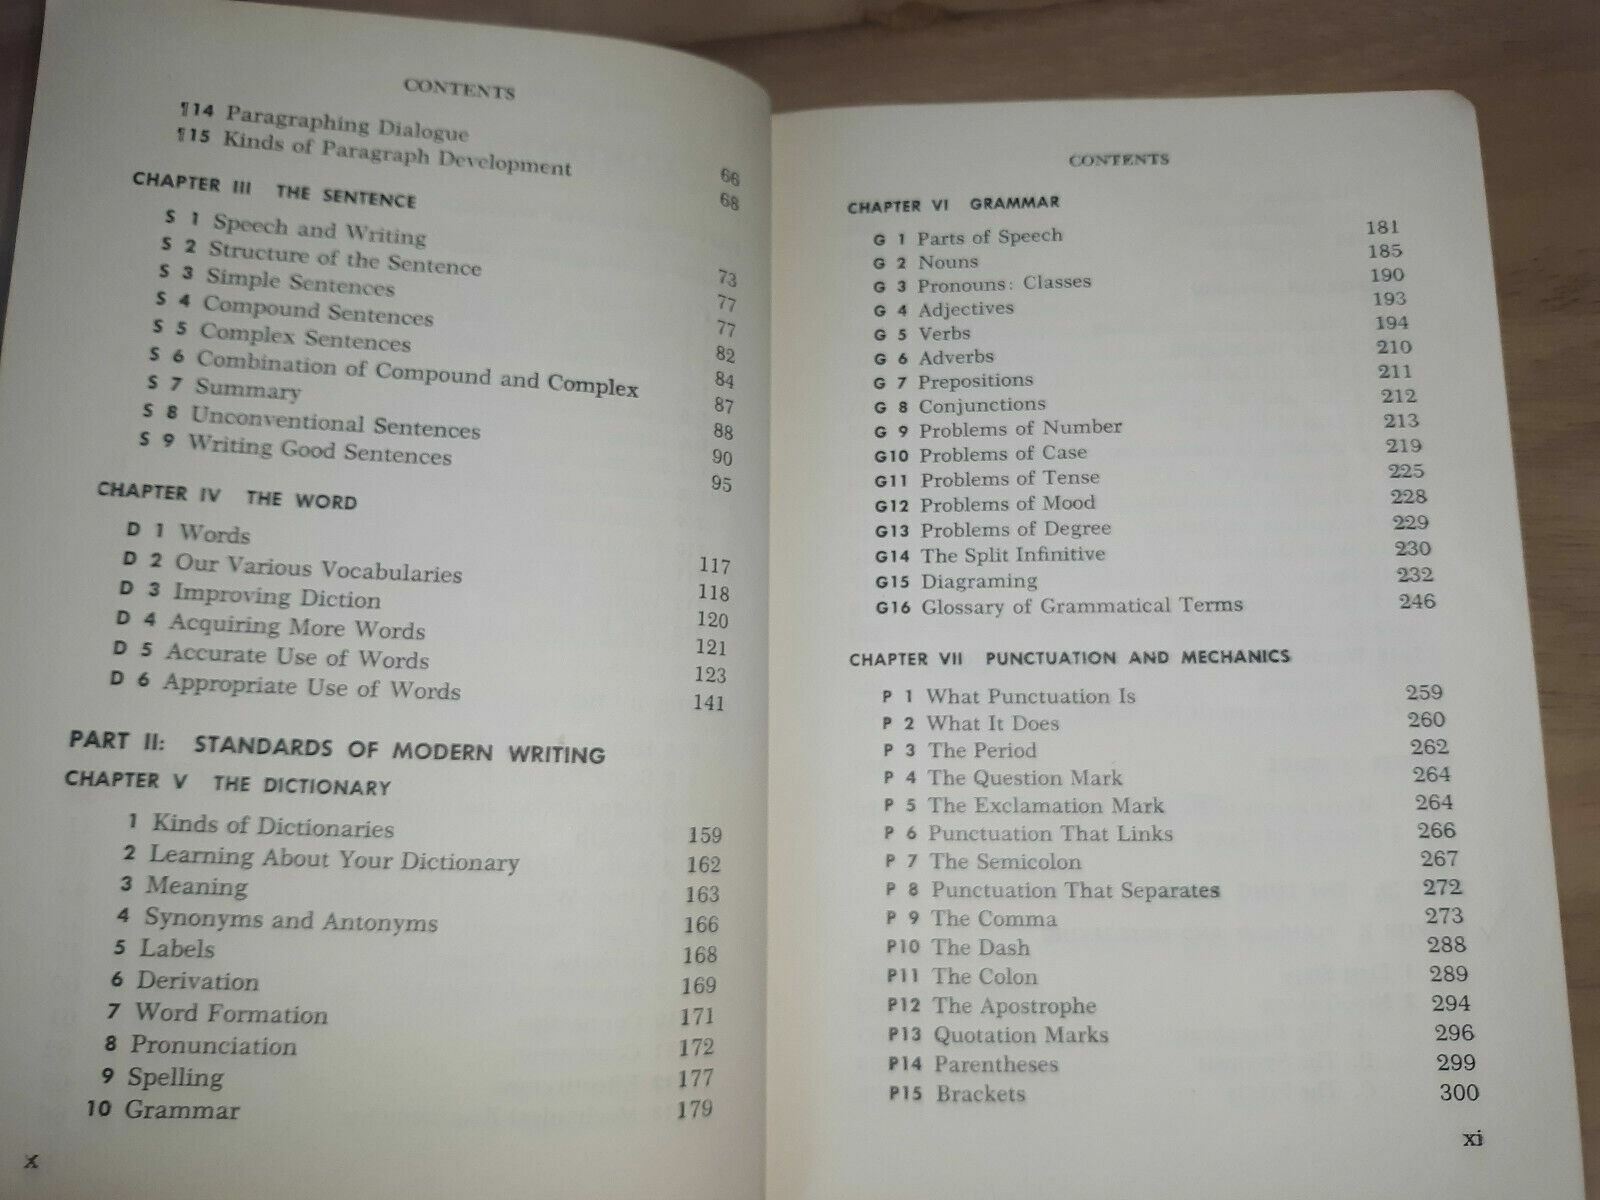 CONTENTS
¶14 Paragraphing Dialogue 66
¶15 Kinds of Paragraph Development 68
CHAPTER III THE SENTENCE
S 1 Speech and Writing 73
S 2 Structure of the Sentence 77
S 3 Simple Sentences 77
S 4 Compound Sentences 82
S 5 Complex Sentences 84
S 6 Combination of Compound and Complex 87
S 7 Summary 88
S 8 Unconventional Sentences 90
S 9 Writing Good Sentences 95
CHAPTER IV THE WORD
D 1 Words 117
D 2 Our Various Vocabularies 118
D 3 Improving Diction 120
D 4 Acquiring More Words 121
D 5 Accurate Use of Words 123
D 6 Appropriate Use of Words 141
PART II: STANDARDS OF MODERN WRITING
CHAPTER V THE DICTIONARY
1 Kinds of Dictionaries 159
2 Learning About Your Dictionary 162
3 Meaning 163
4 Synonyms and Antonyms 166
5 Labels 168
6 Derivation 169
7 Word Formation 171
8 Pronunciation 172
9 Spelling 177
10 Grammar 179
x
CONTENTS
CHAPTER VI GRAMMAR
G 1 Parts of Speech 181
G 2 Nouns 185
G 3 Pronouns: Classes 190
G 4 Adjectives 193
G 5 Verbs 194
G 6 Adverbs 210
G 7 Prepositions 211
G 8 Conjunctions 212
G 9 Problems of Number 213
G10 Problems of Case 219
G11 Problems of Tense 225
G12 Problems of Mood 228
G13 Problems of Degree 229
G14 The Split Infinitive 230
G15 Diagraming 232
G16 Glossary of Grammatical Terms 246
CHAPTER VII PUNCTUATION AND MECHANICS
P 1 What Punctuation Is 259
P 2 What It Does 260
P 3 The Period 262
P 4 The Question Mark 264
P 5 The Exclamation Mark 264
P 6 Punctuation That Links 266
P 7 The Semicolon 267
P 8 Punctuation That Separates 272
P 9 The Comma 273
P10 The Dash 288
P11 The Colon 289
P12 The Apostrophe 294
P13 Quotation Marks 296
P14 Parentheses 299
P15 Brackets 300
xi